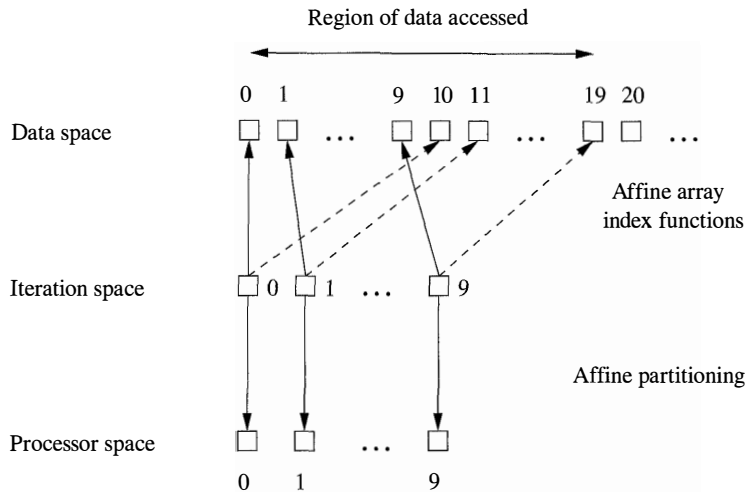 Region of data accessed
0 1 9 10 11 19 20
Data space ... ... ...
Affine array
index functions
Iteration space 0 1 ... 9
Affine partitioning
Processor space ...
0 1 9